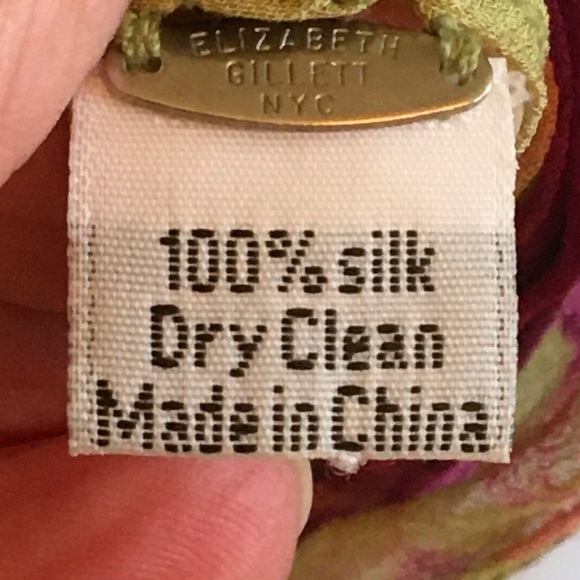 ELIZABETH
GILLETT
NYC
100% silk
Dry Clean
Made in China